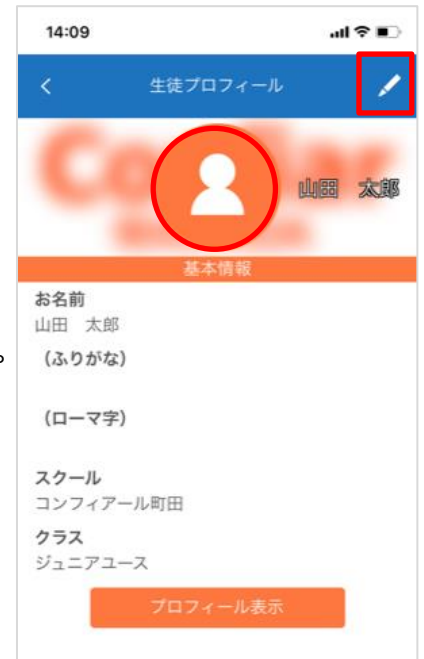 14:09
生徒プロフィール
山田 太郎
基本情報
お名前
山田 太郎
。
(ふりがな)
(ローマ字)
スクール
コンフィアール町田
クラス
ジュニアユース
プロフィール表示